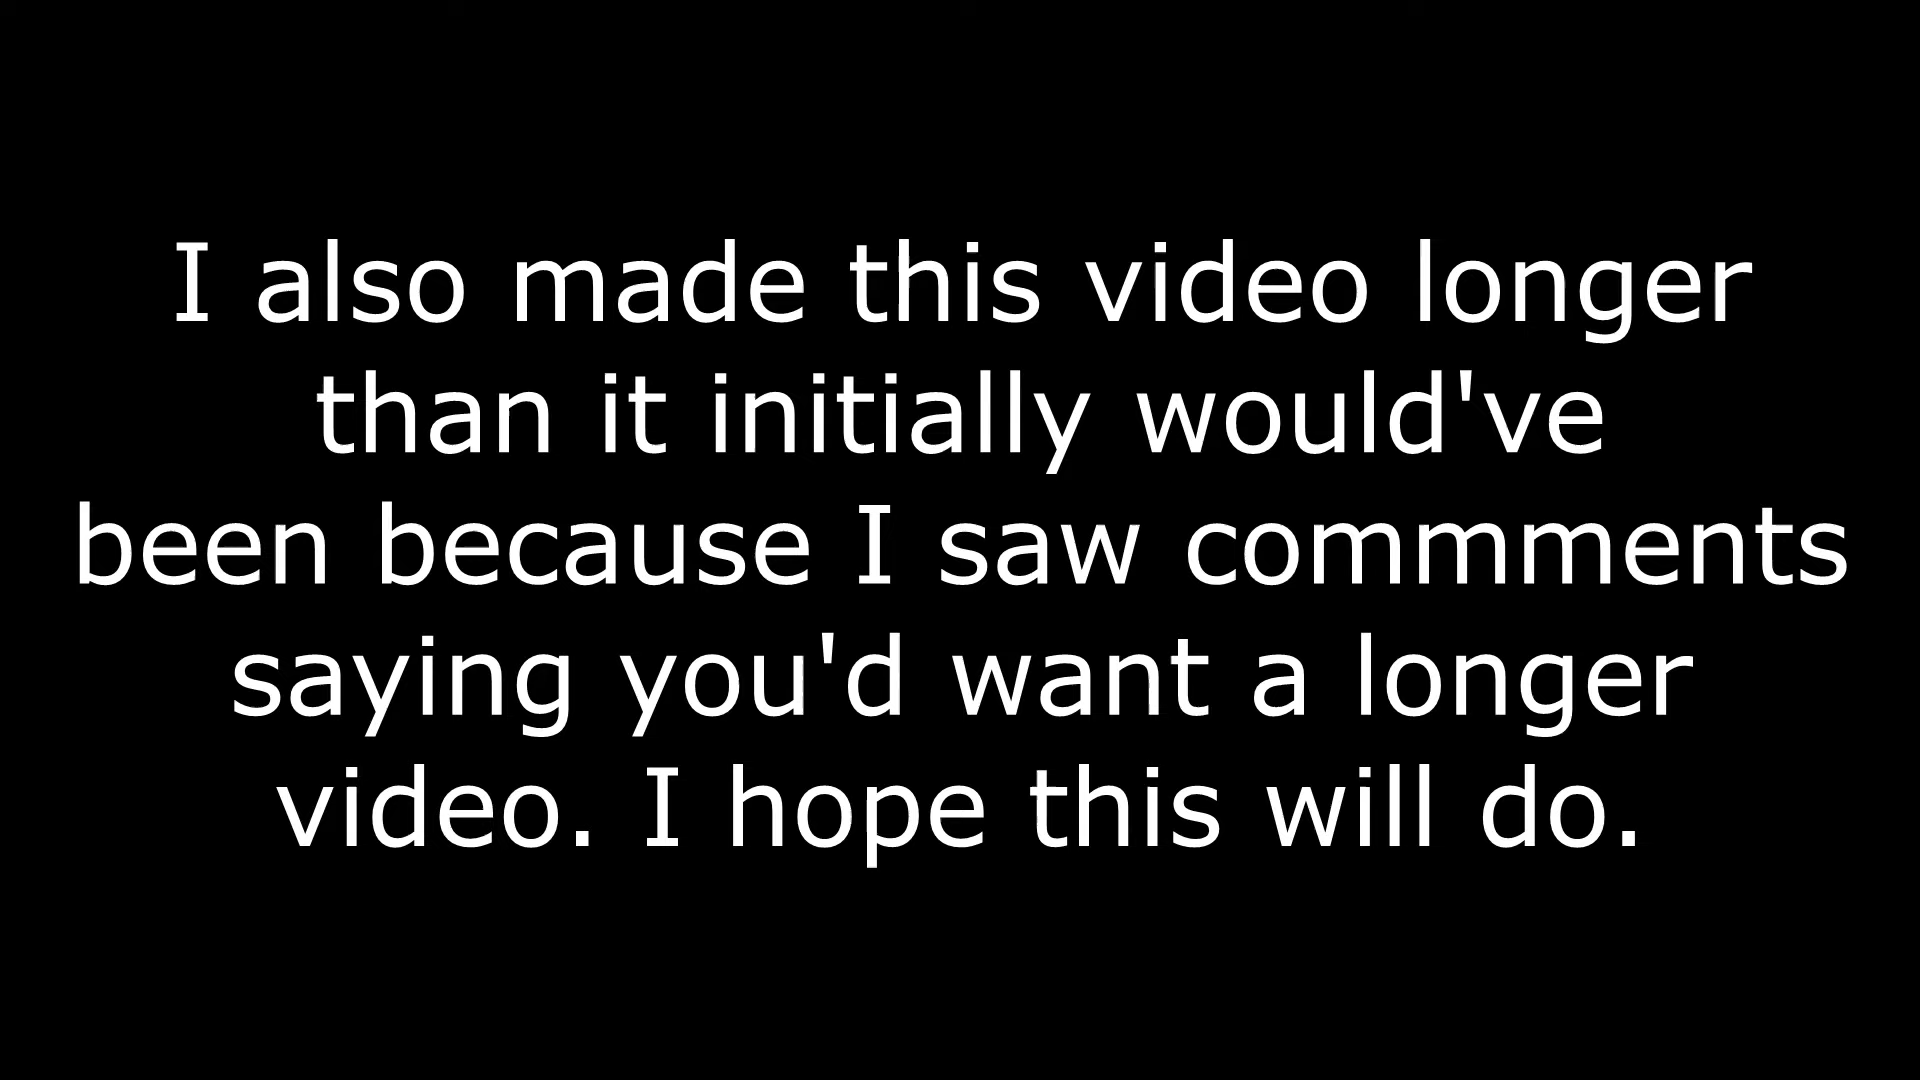 I also made this video longer
than it initially would've
been because I saw commments
saying you'd want a longer
video. I hope this will do.